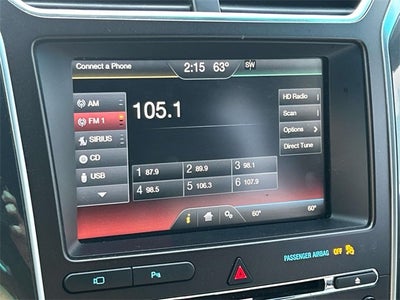 Connect a Phone 2:15 63° SW
AM
FM 1
SIRIUS
CD
USB
105.1
HD Radio
Scan
Options
Direct Tune
1 87.9 2 89.9 3 98.1
4 98.5 5 106.3 6 107.9
i 60° 60°
PASSENGER AIRBAG OFF
P